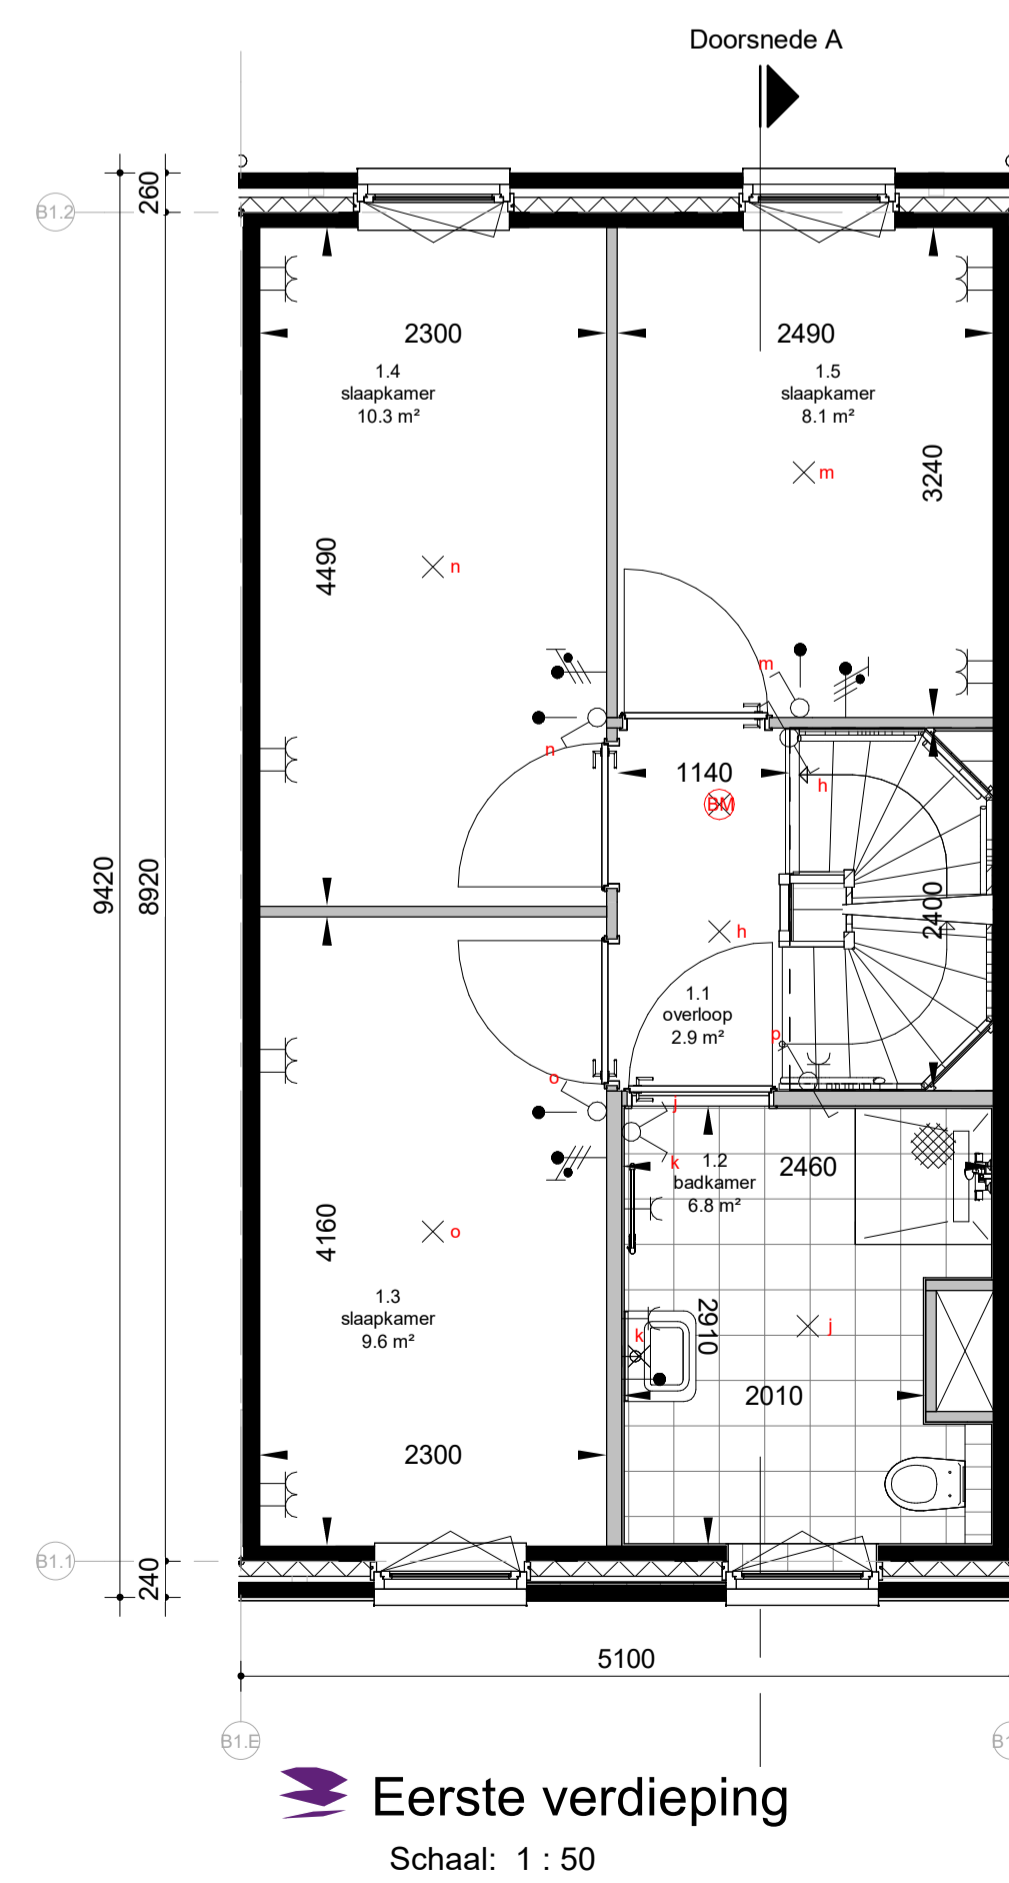 Doorsnede A
260
B1.2
2300
2490
1.4
slaapkamer
10.3 m²
1.5
slaapkamer
8.1 m²
m
3240
4490
n
m
n
1140
h
BM
9420
8920
2400
h
1.1
overloop
2.9 m²
p
o
j
k
1.2
badkamer
6.8 m²
2460
4160
o
1.3
slaapkamer
9.6 m²
2910
j
k
2010
2300
B1.1
240
5100
B1.E
B1
Eerste verdieping
Schaal: 1 : 50